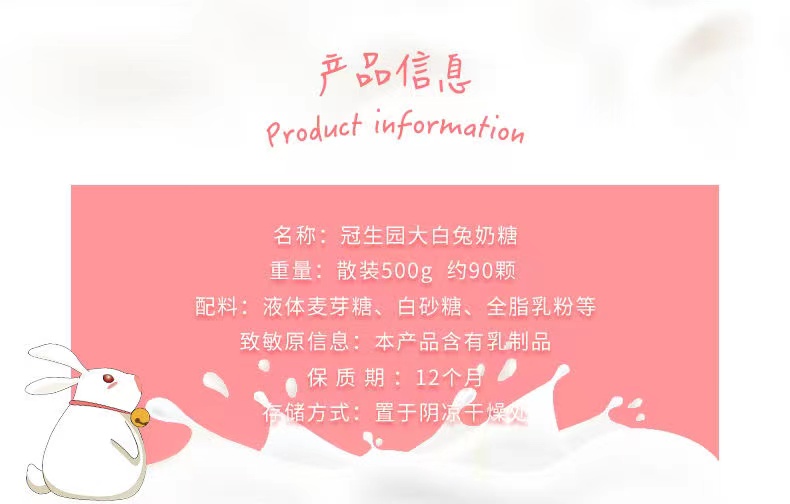 产品信息
Product information
名称：冠生园大白兔奶糖
重量：散装500g 约90颗
配料：液体麦芽糖、白砂糖、全脂乳粉等
致敏原信息：本产品含有乳制品
保 质 期 ：12个月
存储方式：置于阴凉干燥处